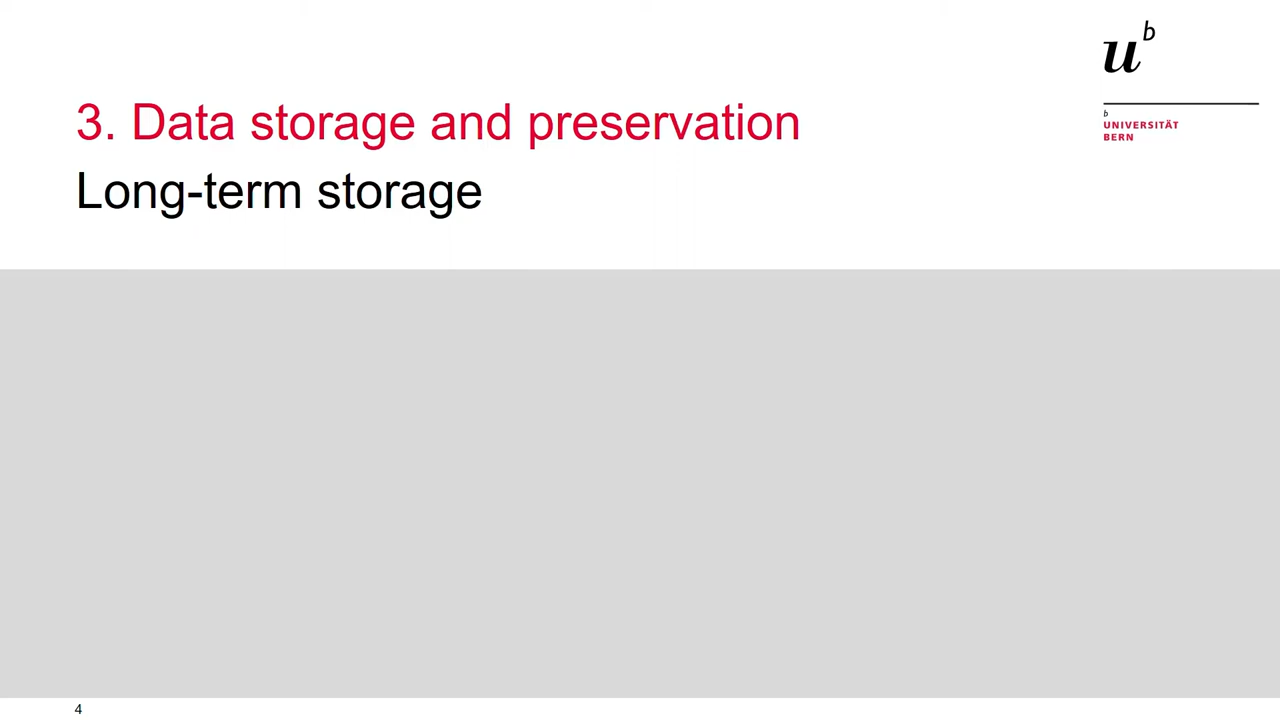 u b
b
UNIVERSITÄT
BERN
3. Data storage and preservation
Long-term storage
4